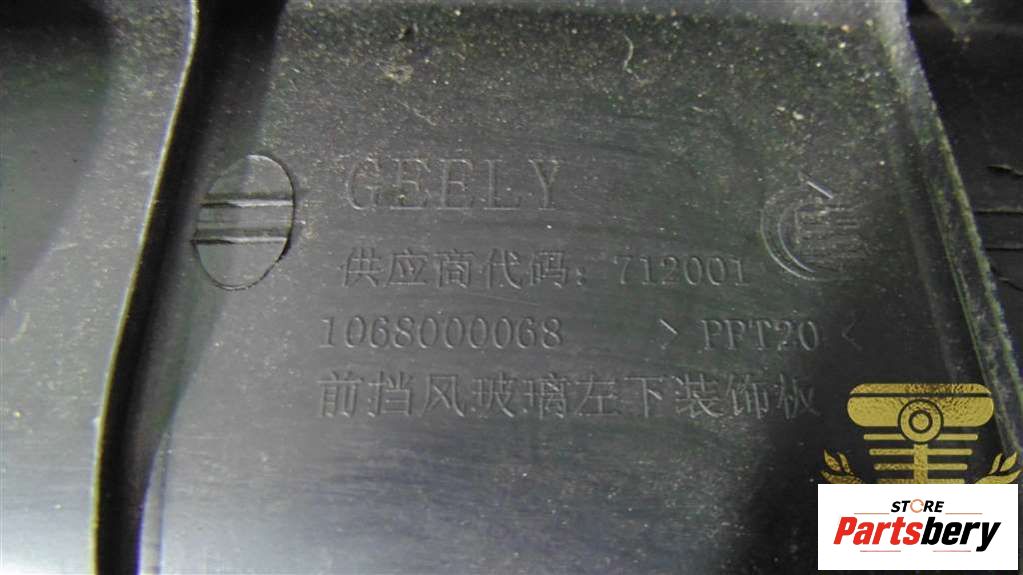 GEELY
供应商代码：712001
1068000068 > PPT20 <
前挡风玻璃左下装饰板
STORE
Partsbery